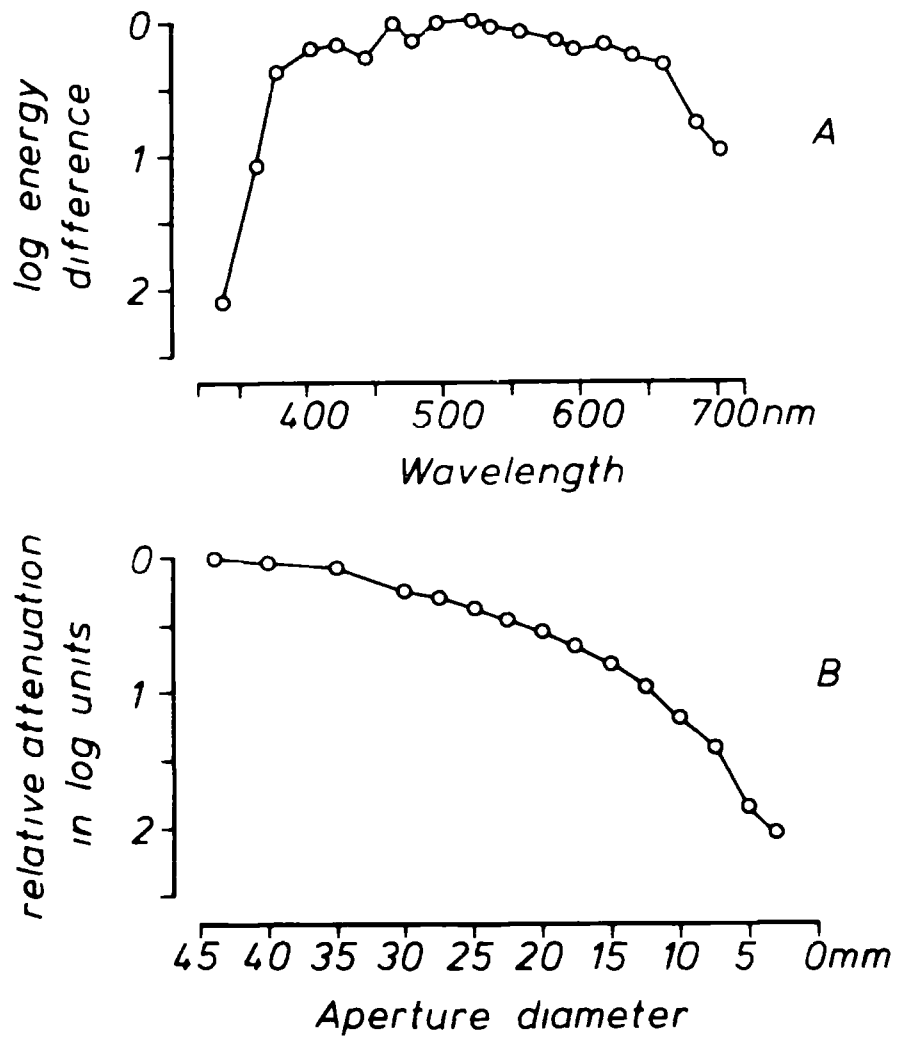 log energy
difference
0
1
2
A
400 500 600 700nm
Wavelength
relative attenuation
in log units
0
1
2
B
45 40 35 30 25 20 15 10 5 0mm
Aperture diameter